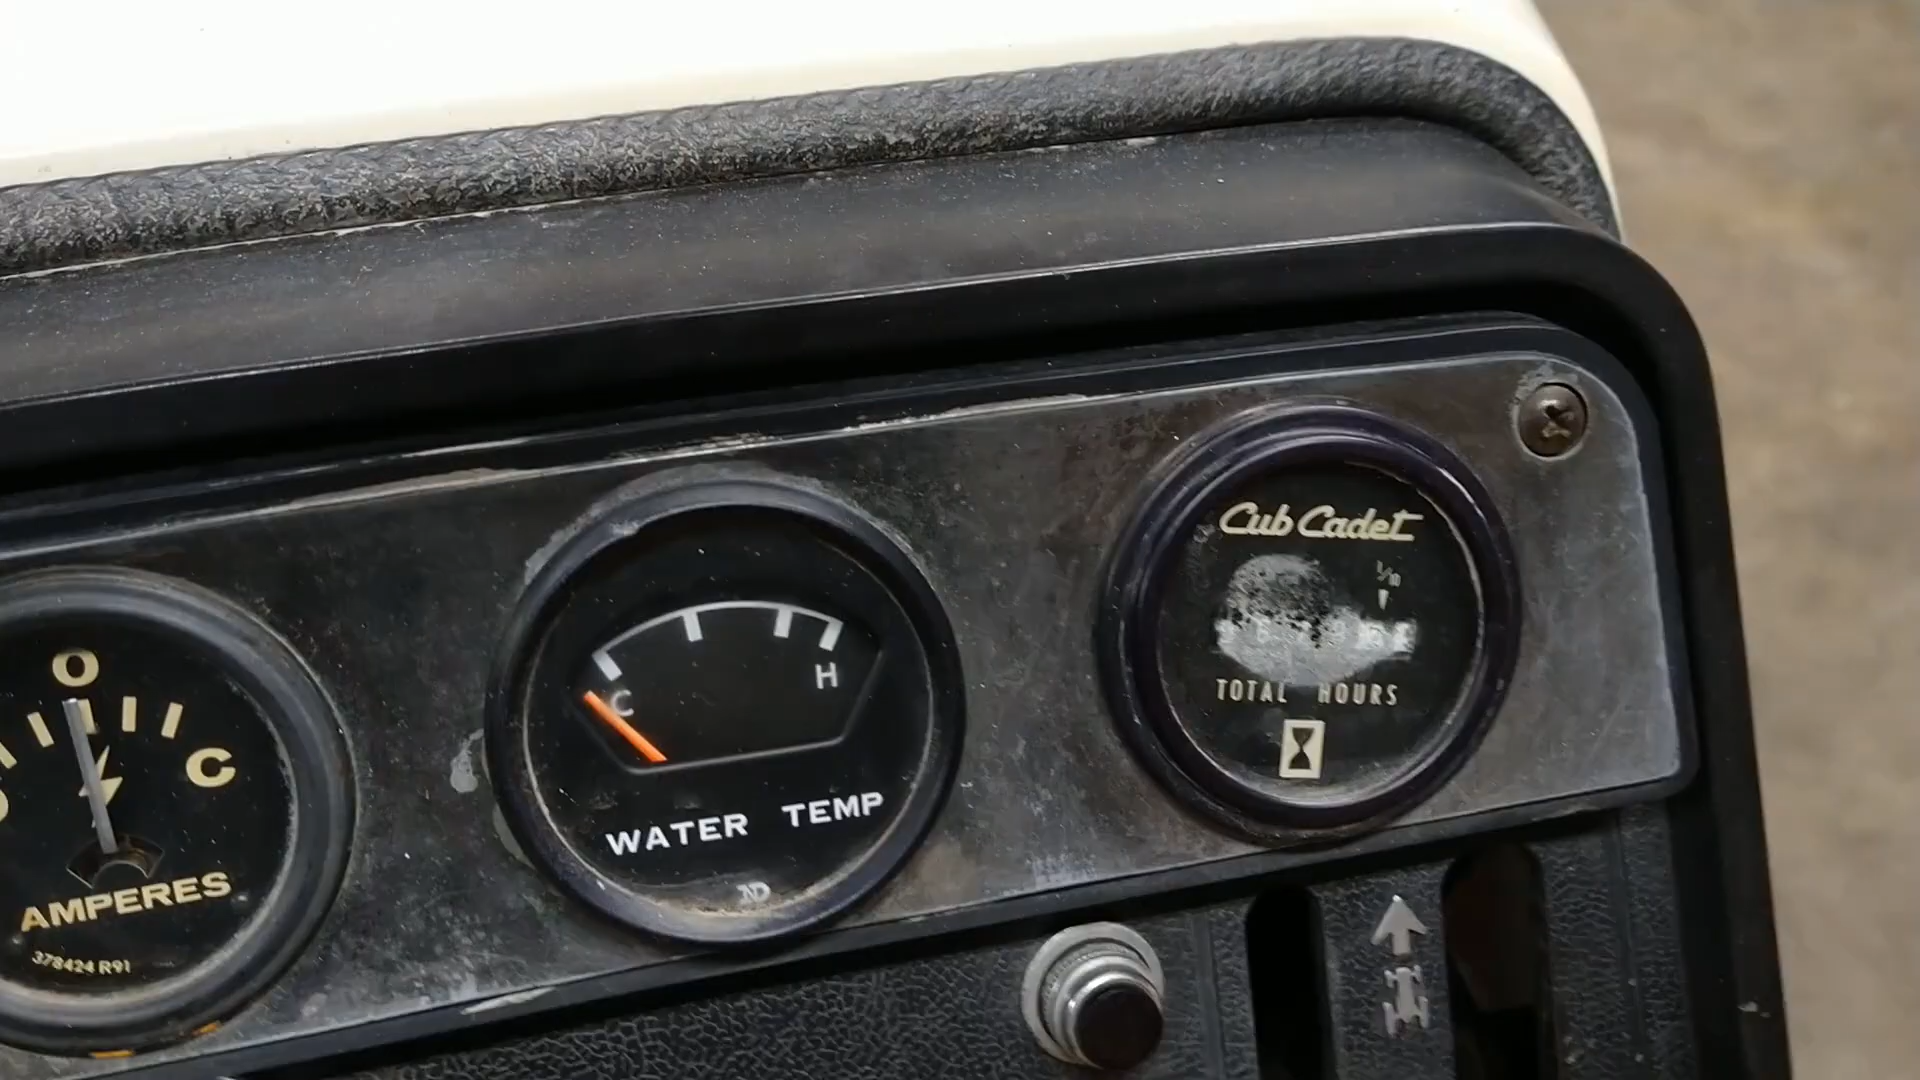 O
C
AMPERES
378424 R91
C
H
WATER TEMP
ND
Cub Cadet
1/10
TOTAL HOURS